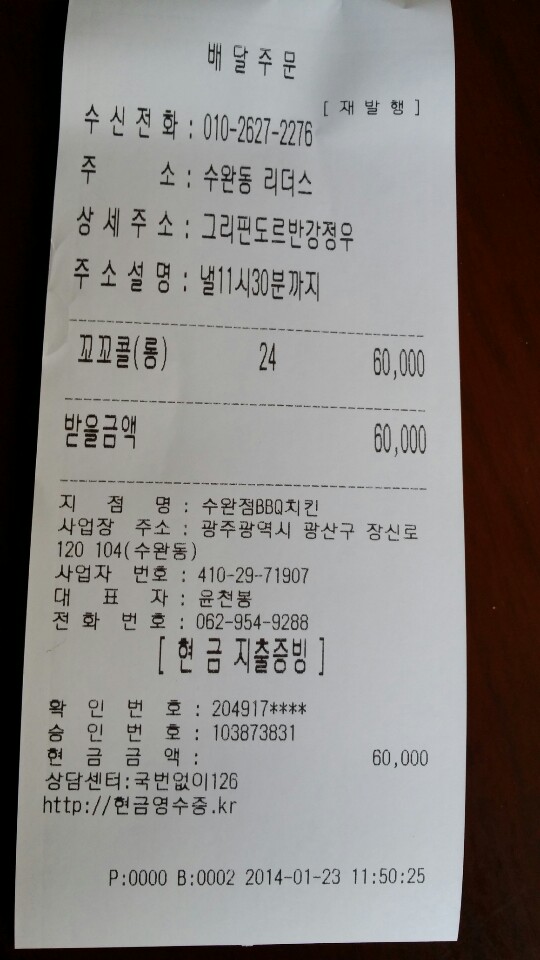 배달주문
[ 재 발 행 ]
수 신 전 화 : 010-2627-2276
주 소 : 수완동 리더스
상 세 주 소 : 그리핀도르반강정우
주 소 설 명 : 낼11시30분까지
꼬꼬콜(롱) 24 60,000
받을금액 60,000
지 점 명 : 수완점BBQ치킨
사업장 주소 : 광주광역시 광산구 장신로
120 104(수완동)
사업자 번호 : 410-29-71907
대 표 자 : 윤천봉
전 화 번 호 : 062-954-9288
[ 현 금 지출증빙 ]
확 인 번 호 : 204917****
승 인 번 호 : 103873831
현 금 금 액 : 60,000
상담센터:국번없이126
http://현금영수증.kr
P:0000 B:0002 2014-01-23 11:50:25